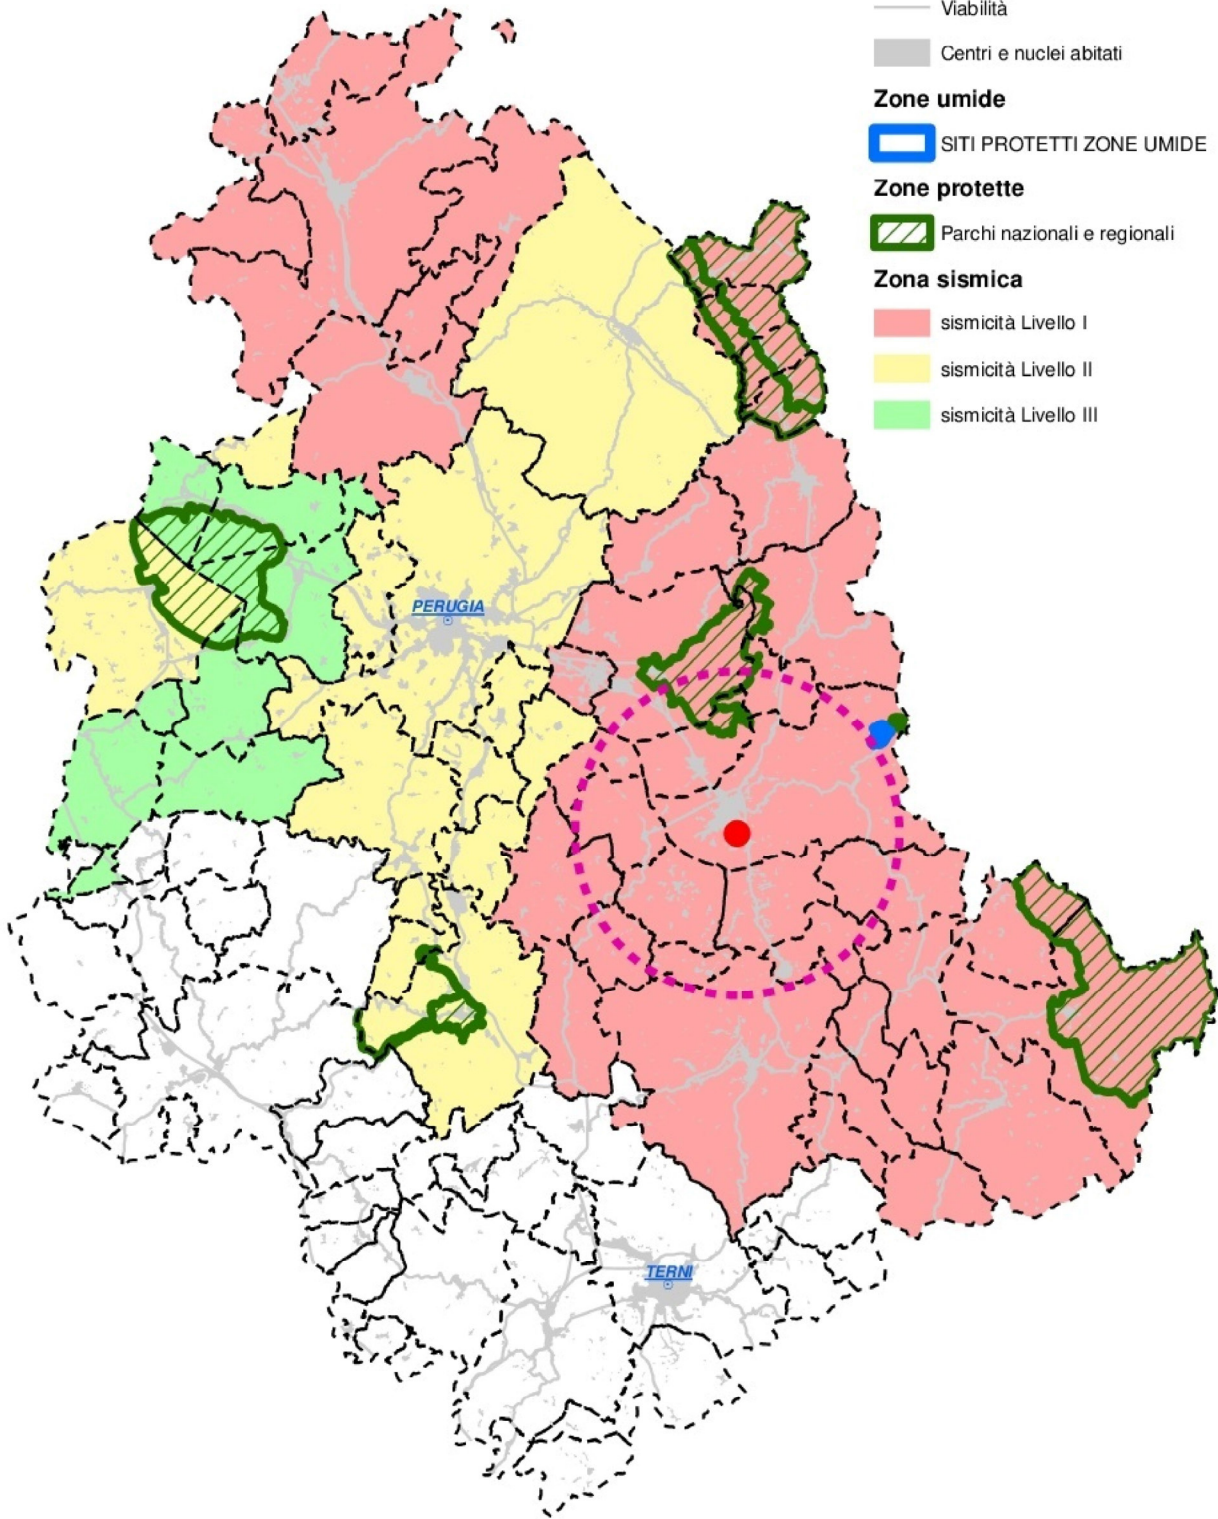 Viabilità
Centri e nuclei abitati
Zone umide
SITI PROTETTI ZONE UMIDE
Zone protette
Parchi nazionali e regionali
Zona sismica
sismicità Livello I
sismicità Livello II
sismicità Livello III
PERUGIA
TERNI